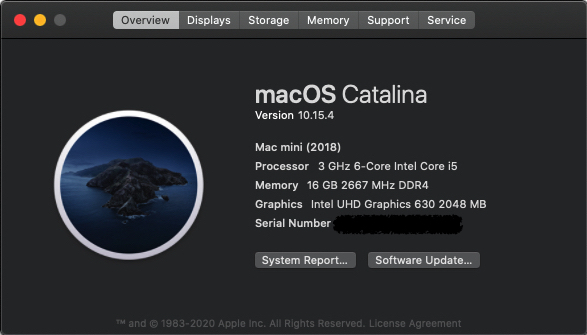 Overview Displays Storage Memory Support Service
macOS Catalina
Version 10.15.4
Mac mini (2018)
Processor 3 GHz 6-Core Intel Core i5
Memory 16 GB 2667 MHz DDR4
Graphics Intel UHD Graphics 630 2048 MB
Serial Number
System Report... Software Update...
™ and © 1983-2020 Apple Inc. All Rights Reserved. License Agreement